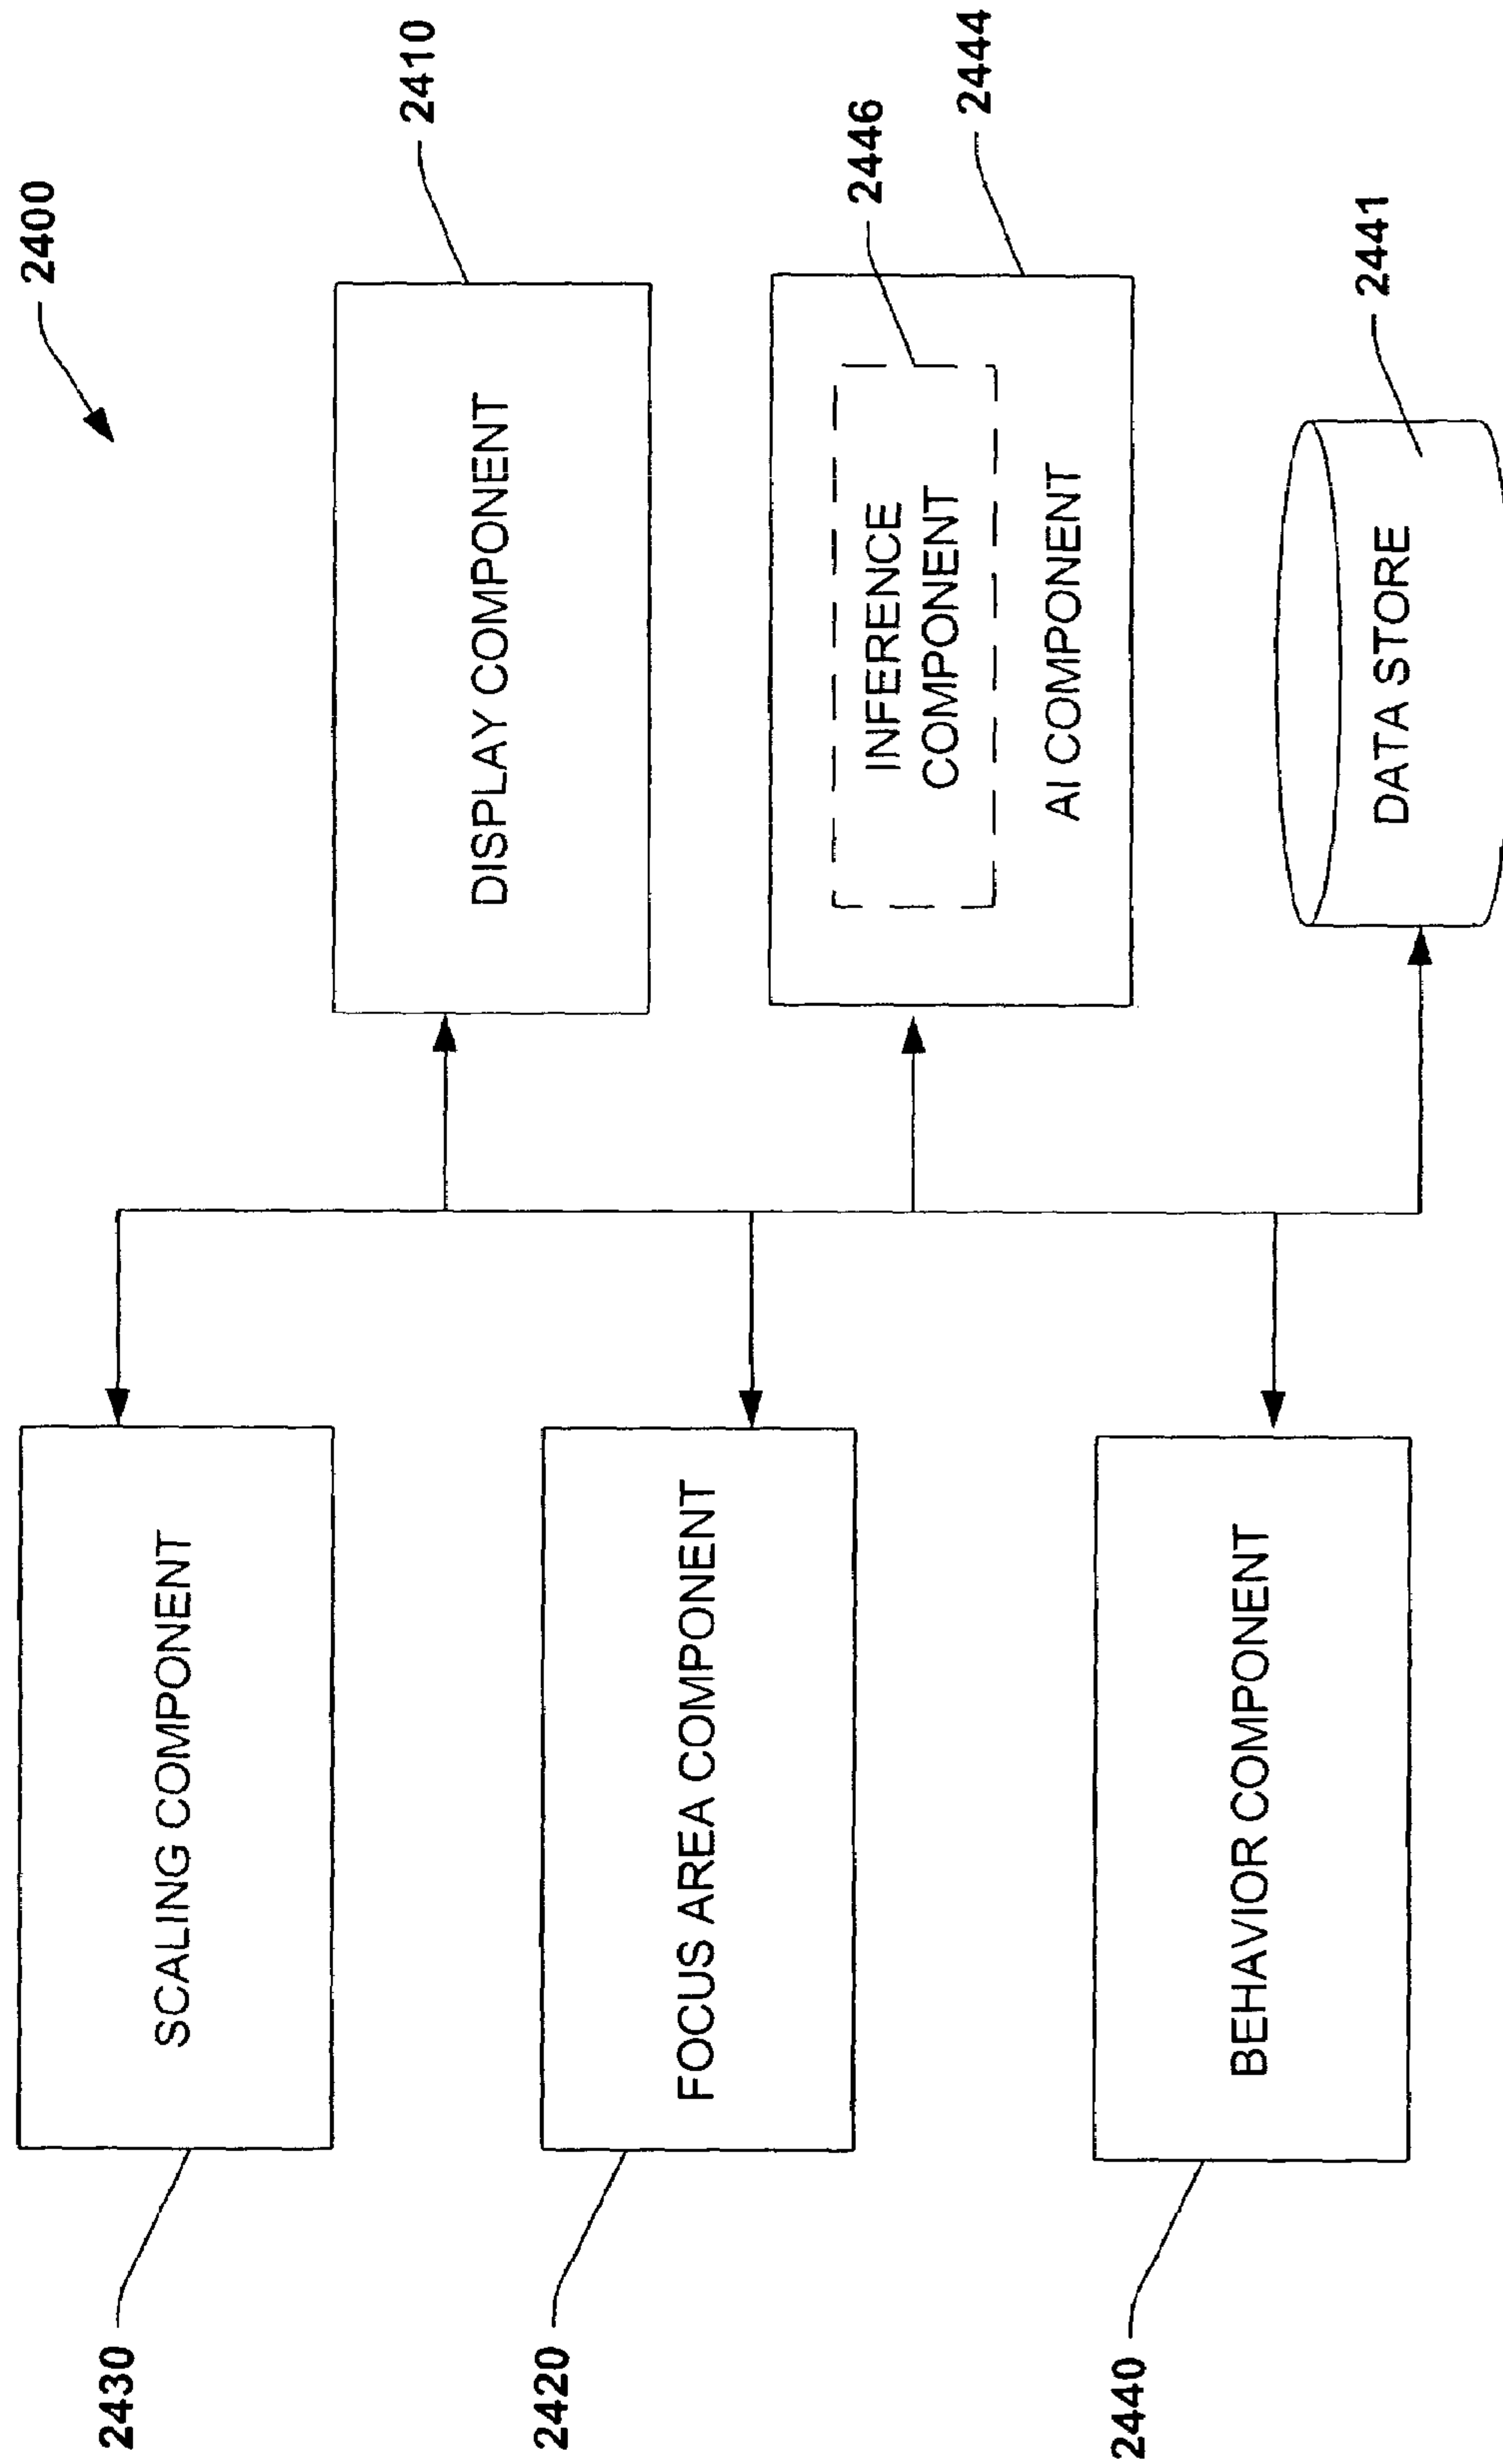 2400
SCALING COMPONENT
2430
DISPLAY COMPONENT
2410
FOCUS AREA COMPONENT
2420
INFERENCE
COMPONENT
2446
AI COMPONENT
2444
BEHAVIOR COMPONENT
2440
DATA STORE
2441